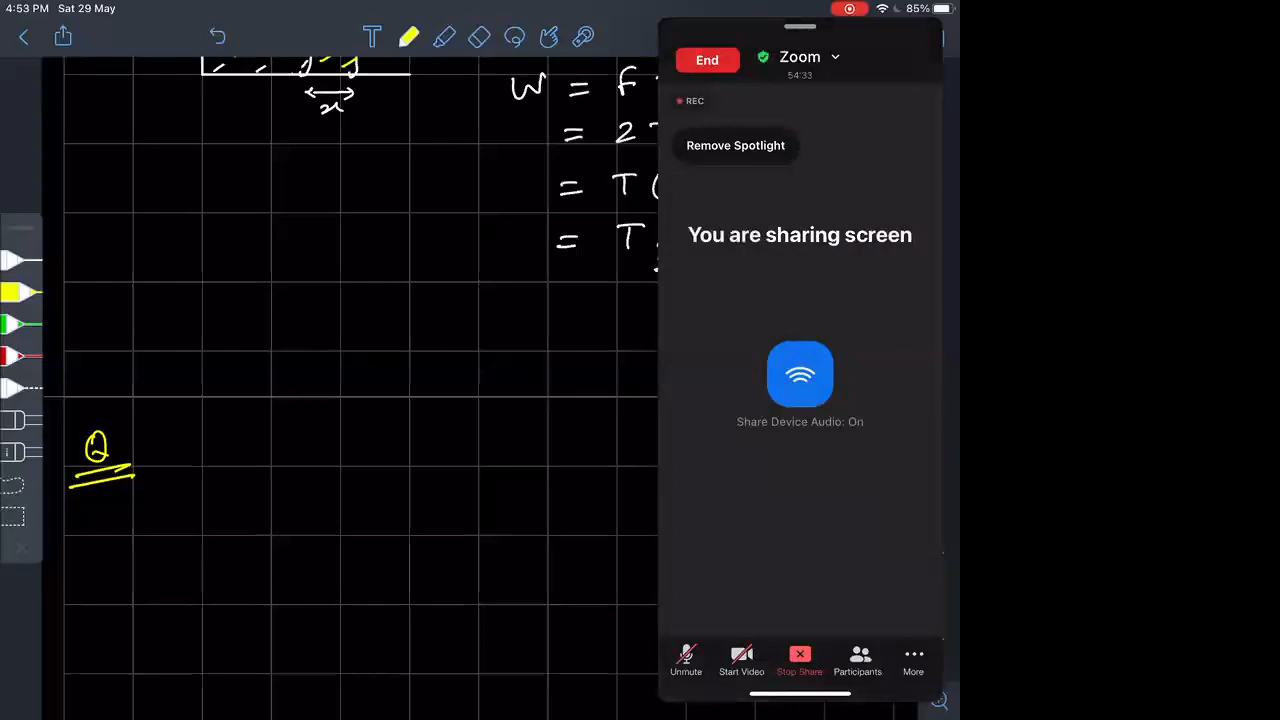 4:53 PM Sat 29 May
85%
T
x
W = F
= 2T
= T(
= T.
Q
End
Zoom
54:33
REC
Remove Spotlight
You are sharing screen
Share Device Audio: On
Unmute
Start Video
Stop Share
Participants
More